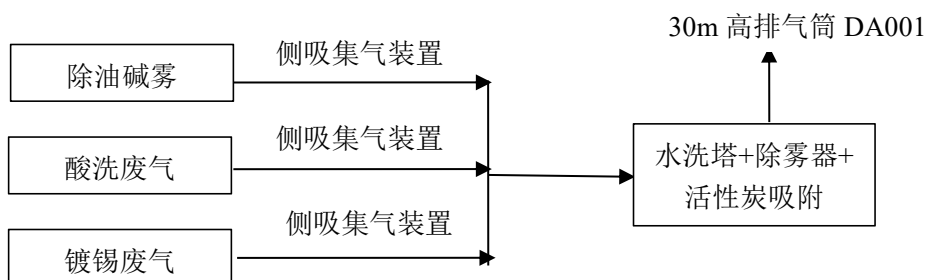 30m 高排气筒 DA001
侧吸集气装置
除油碱雾
侧吸集气装置
酸洗废气
水洗塔+除雾器+
活性炭吸附
侧吸集气装置
镀锡废气